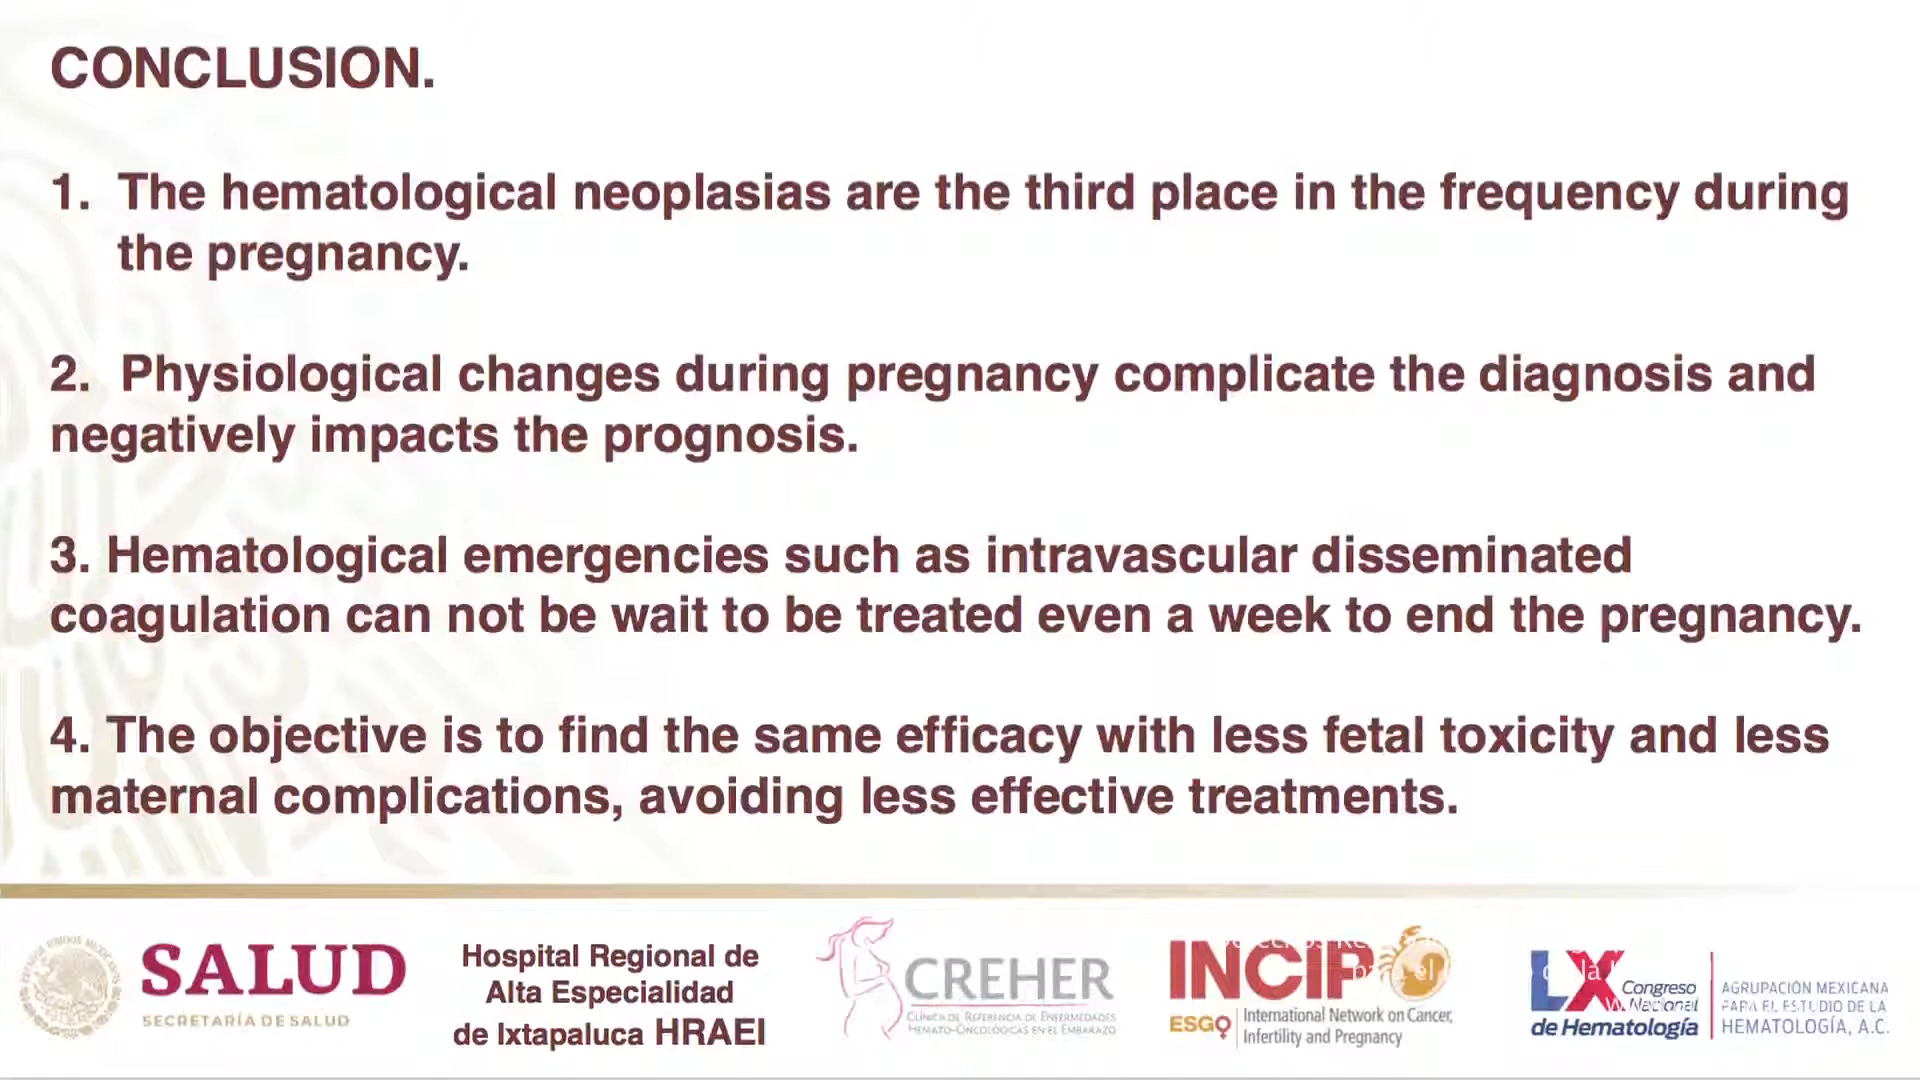 CONCLUSION.
1. The hematological neoplasias are the third place in the frequency during
the pregnancy.
2. Physiological changes during pregnancy complicate the diagnosis and
negatively impacts the prognosis.
3. Hematological emergencies such as intravascular disseminated
coagulation can not be wait to be treated even a week to end the pregnancy.
4. The objective is to find the same efficacy with less fetal toxicity and less
maternal complications, avoiding less effective treatments.
SALUD
SECRETARÍA DE SALUD
Hospital Regional de
Alta Especialidad
de Ixtapaluca HRAEI
CREHER
CLÍNICA DE REFERENCIA DE ENFERMEDADES
HEMATO-ONCOLÓGICAS EN EL EMBARAZO
INCIP
ESGO
International Network on Cancer,
Infertility and Pregnancy
LX
Congreso
Nacional
de Hematología
AGRUPACIÓN MEXICANA
PARA EL ESTUDIO DE LA
HEMATOLOGÍA, A.C.